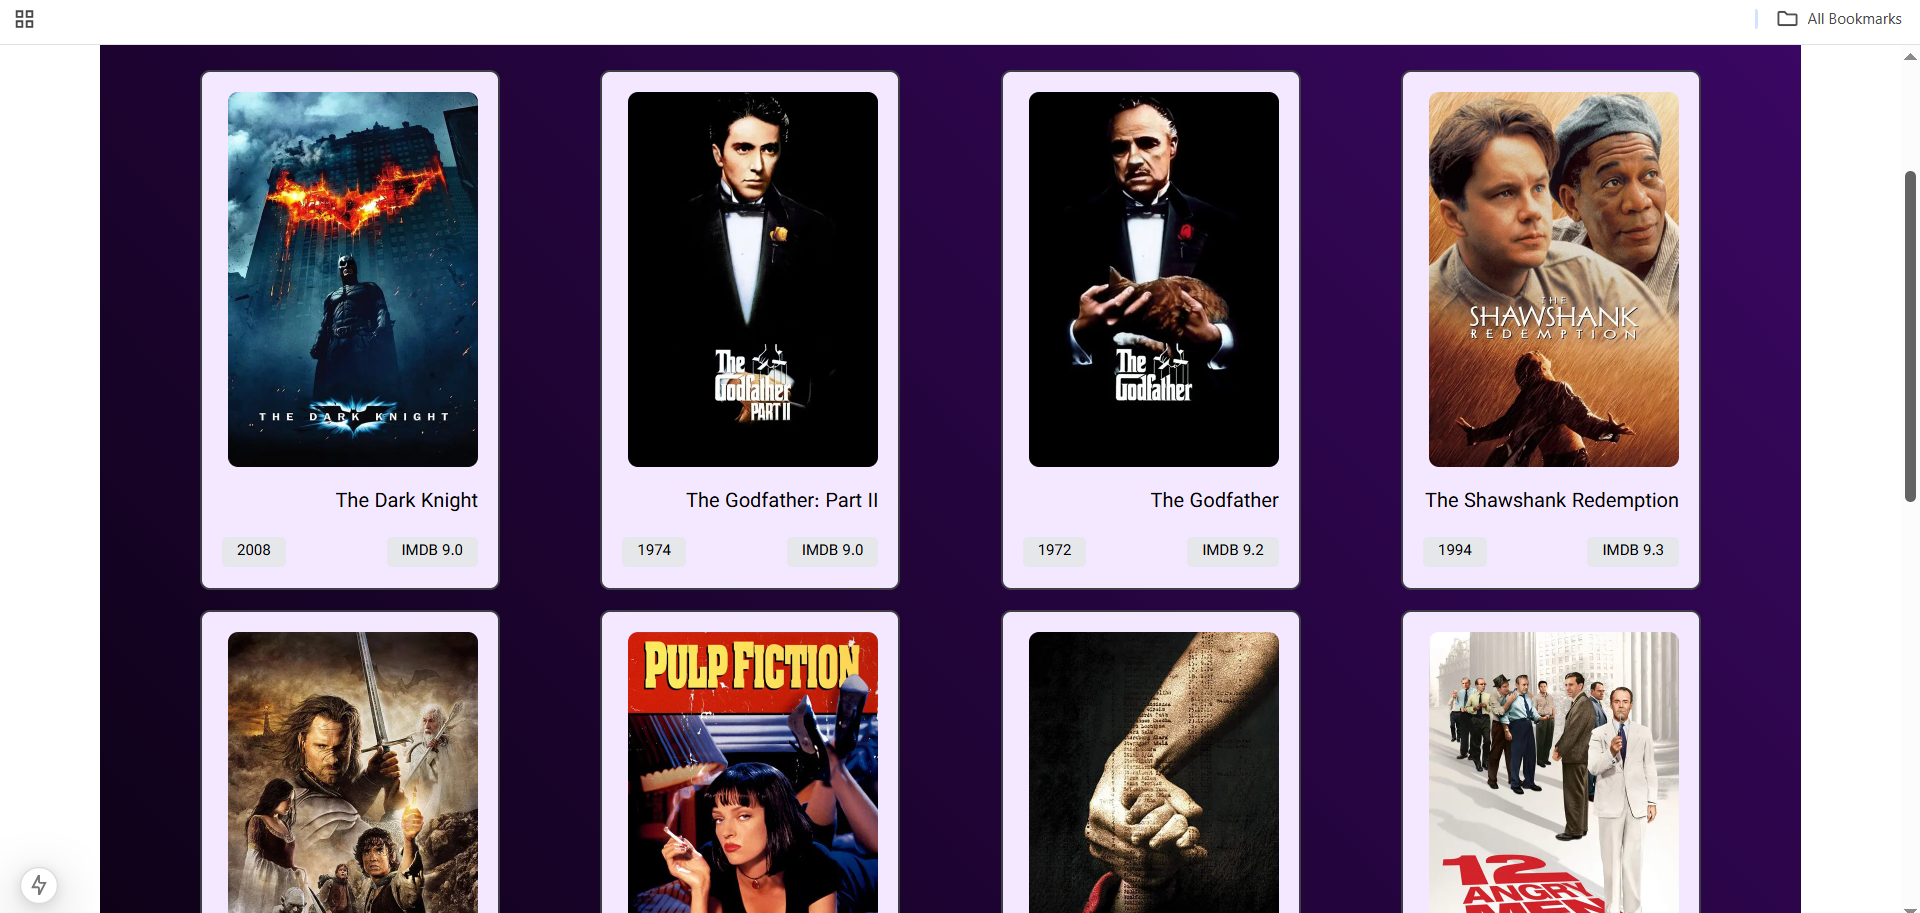 All Bookmarks
THE DARK KNIGHT
The
Godfather
PART II
The
Godfather
THE
SHAWSHANK
REDEMPTION
The Dark Knight
The Godfather: Part II
The Godfather
The Shawshank Redemption
2008
IMDB 9.0
1974
IMDB 9.0
1972
IMDB 9.2
1994
IMDB 9.3
PULP FICTION
12
ANGRY
MEN